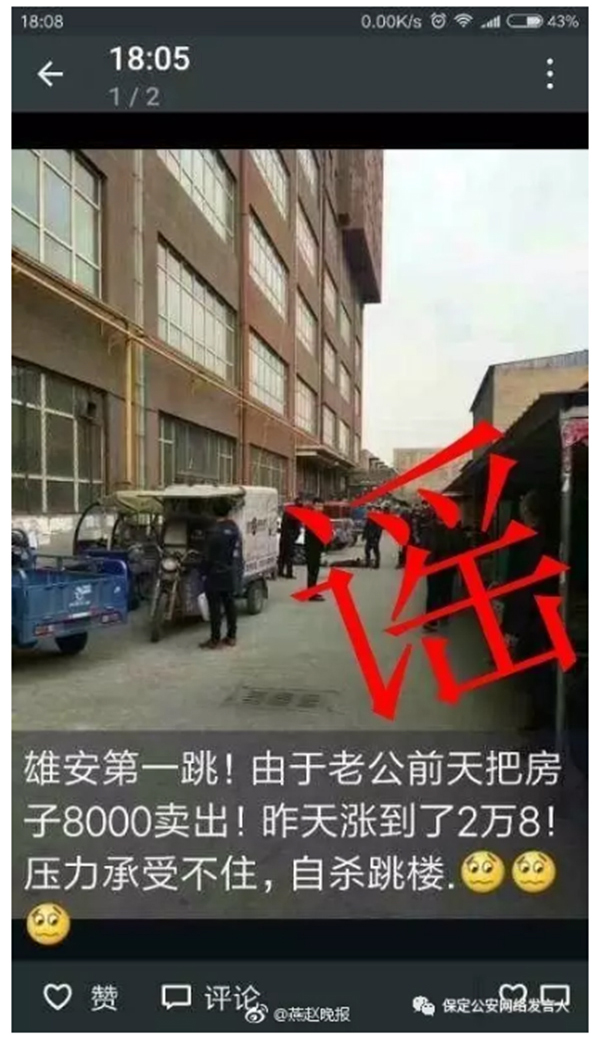 18:08
0.00K/s
43%
18:05
1 / 2
谣
雄安第一跳！由于老公前天把房
子8000卖出！昨天涨到了2万8！
压力承受不住，自杀跳楼.
赞
评论
@燕赵晚报
保定公安网络发言人